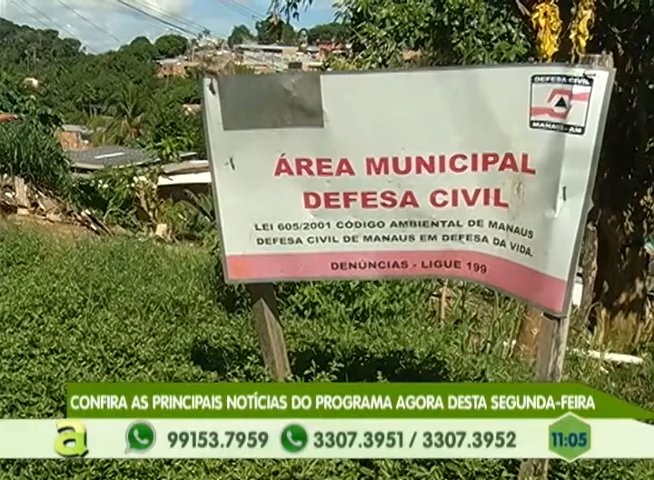 DEFESA CIVIL
MANAUS-AM
ÁREA MUNICIPAL
DEFESA CIVIL
LEI 605/2001 CÓDIGO AMBIENTAL DE MANAUS
DEFESA CIVIL DE MANAUS EM DEFESA DA VIDA.
DENÚNCIAS - LIGUE 199
CONFIRA AS PRINCIPAIS NOTÍCIAS DO PROGRAMA AGORA DESTA SEGUNDA-FEIRA
a 99153.7959 3307.3951 / 3307.3952 11:05